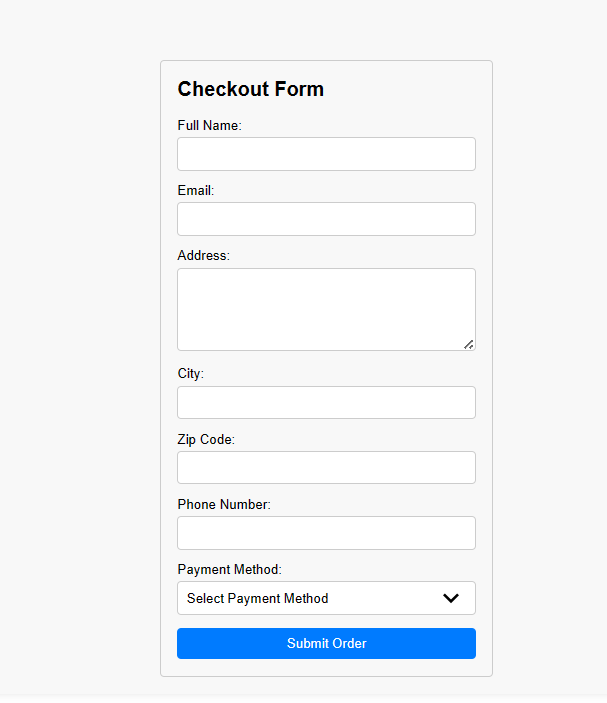 Checkout Form
Full Name:
Email:
Address:
City:
Zip Code:
Phone Number:
Payment Method:
Select Payment Method
Submit Order